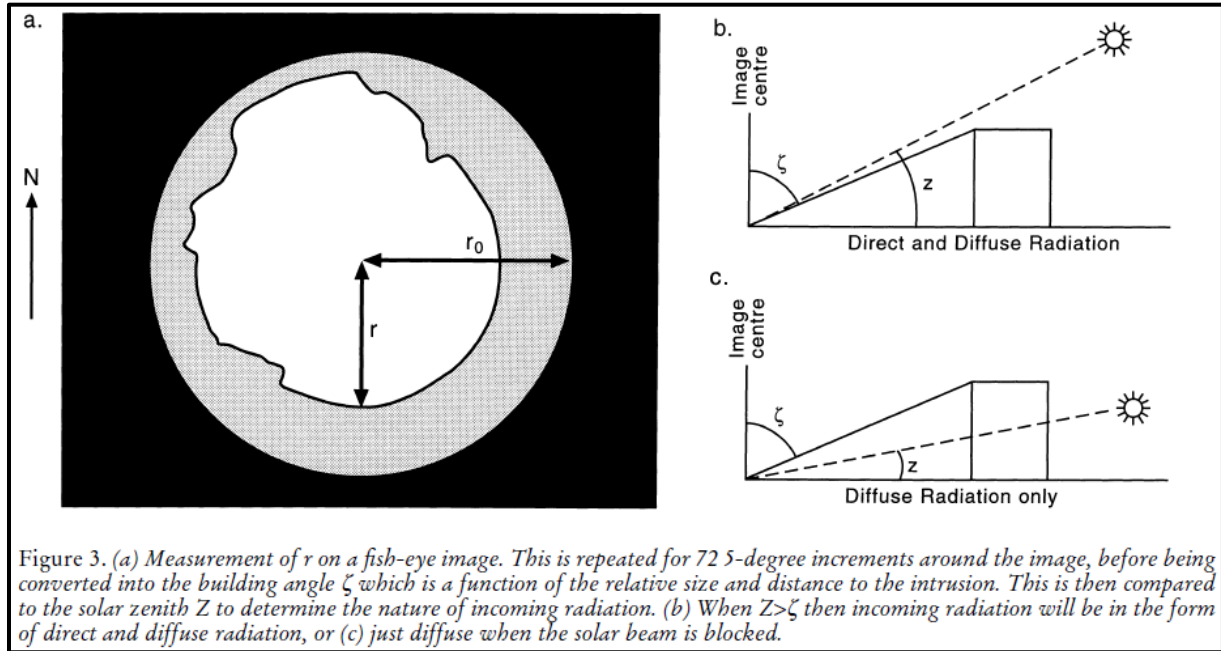 a.
N
r₀
r
b.
Image
centre
ζ
z
Direct and Diffuse Radiation
c.
Image
centre
ζ
z
Diffuse Radiation only
Figure 3. (a) Measurement of r on a fish-eye image. This is repeated for 72 5-degree increments around the image, before being
converted into the building angle ζ which is a function of the relative size and distance to the intrusion. This is then compared
to the solar zenith Z to determine the nature of incoming radiation. (b) When Z>ζ then incoming radiation will be in the form
of direct and diffuse radiation, or (c) just diffuse when the solar beam is blocked.